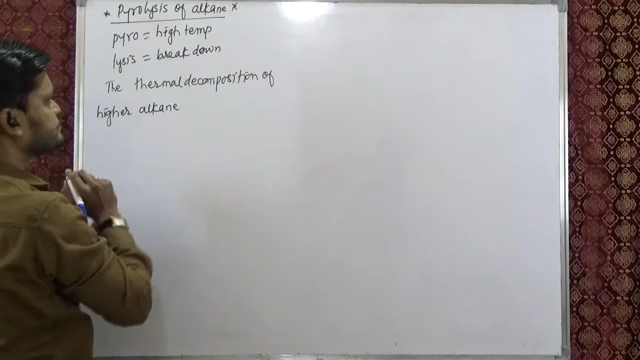 * Pyrolysis of alkane *
pyro = high temp
lysis = break down
The thermal decomposition of
higher alkane